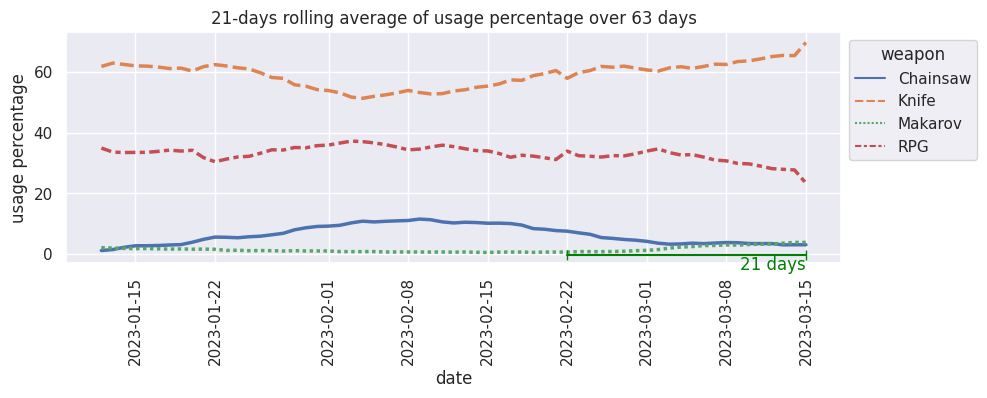 21-days rolling average of usage percentage over 63 days
usage percentage
60
40
20
0
weapon
Chainsaw
Knife
Makarov
RPG
21 days
2023-01-15
2023-01-22
2023-02-01
2023-02-08
2023-02-15
2023-02-22
2023-03-01
2023-03-08
2023-03-15
date